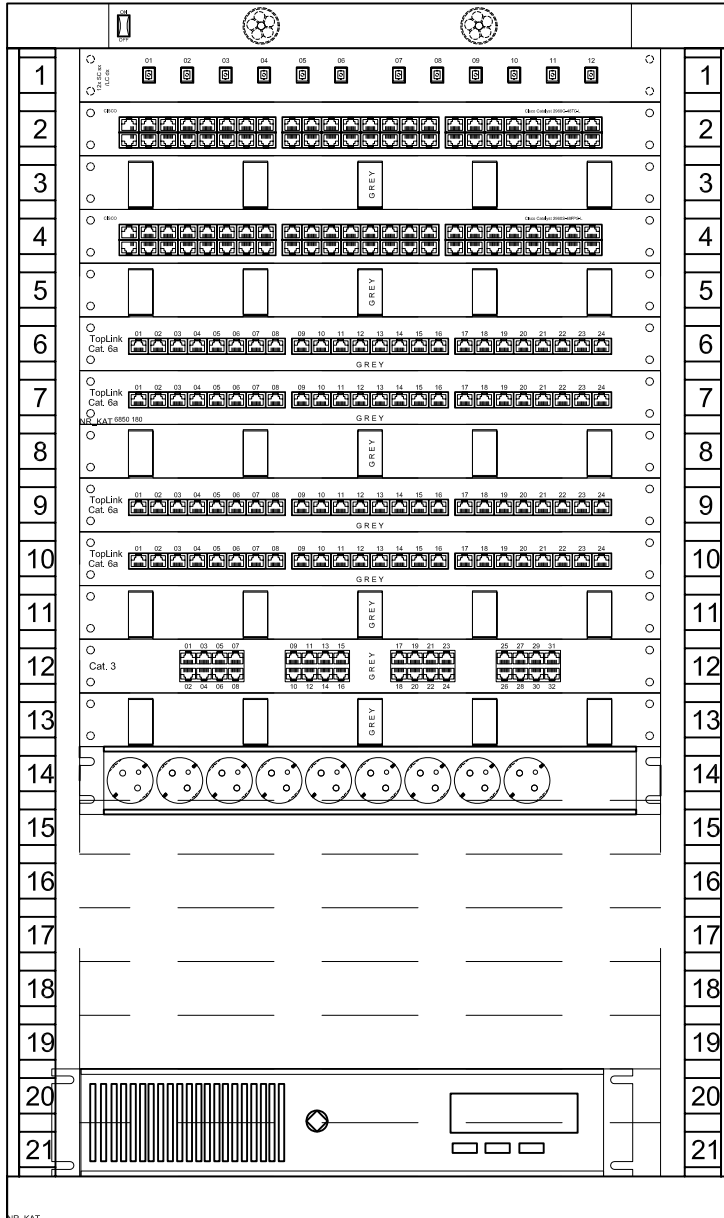 ON
OFF
1 12x SC sx /LC dx 01 02 03 04 05 06 07 08 09 10 11 12 1
2 CISCO Cisco Catalyst 2960S-48TS-L 2
3 GREY 3
4 CISCO 4
5 GREY 5
6 TopLink Cat. 6a 01 02 03 04 05 06 07 08 09 10 11 12 13 14 15 16 17 18 19 20 21 22 23 24 6
GREY
7 TopLink Cat. 6a 01 02 03 04 05 06 07 08 09 10 11 12 13 14 15 16 17 18 19 20 21 22 23 24 7
GREY
NR_KAT 6850 180
8 GREY 8
9 TopLink Cat. 6a 01 02 03 04 05 06 07 08 09 10 11 12 13 14 15 16 17 18 19 20 21 22 23 24 9
GREY
10 TopLink Cat. 6a 01 02 03 04 05 06 07 08 09 10 11 12 13 14 15 16 17 18 19 20 21 22 23 24 10
GREY
11 GREY 11
01 03 05 07 09 11 13 15 17 19 21 23 25 27 29 31
12 Cat. 3 GREY 12
02 04 06 08 10 12 14 16 18 20 22 24 26 28 30 32
13 GREY 13
14 14
15 15
16 16
17 17
18 18
19 19
20 20
21 21
NR_KAT